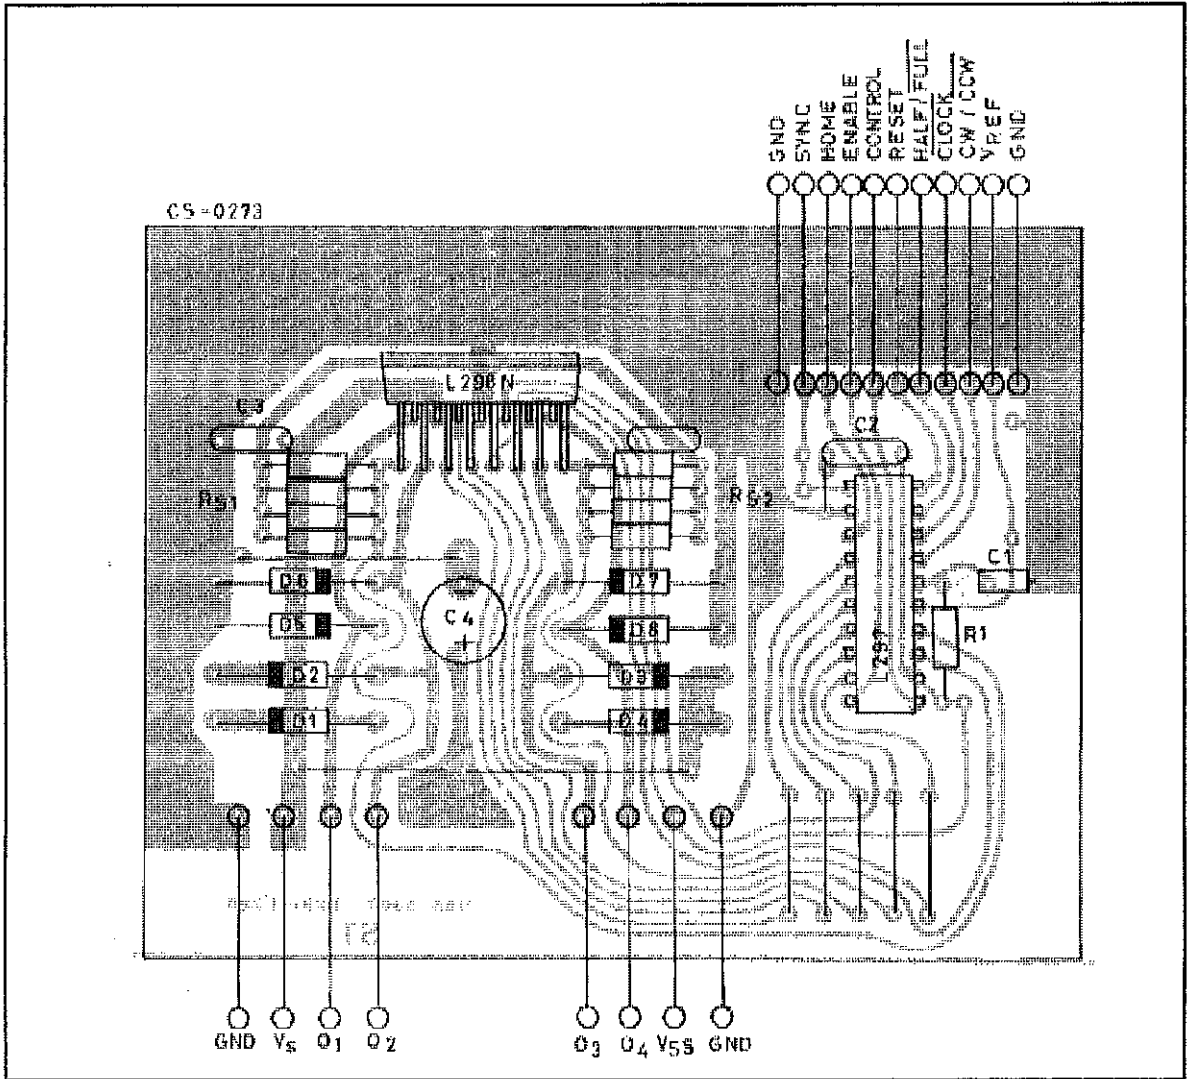 GND
SYNC
HOME
ENABLE
CONTROL
RESET
HALF/FULL
CLOCK
CW / CCW
VREF
GND
CS-0273
L298N
C3
C2
RS1
RS2
D6
D7
C1
C4
+
D5
D8
R1
L297
D2
D3
D1
D4
GND
Vs
O1
O2
O3
O4
VSS
GND